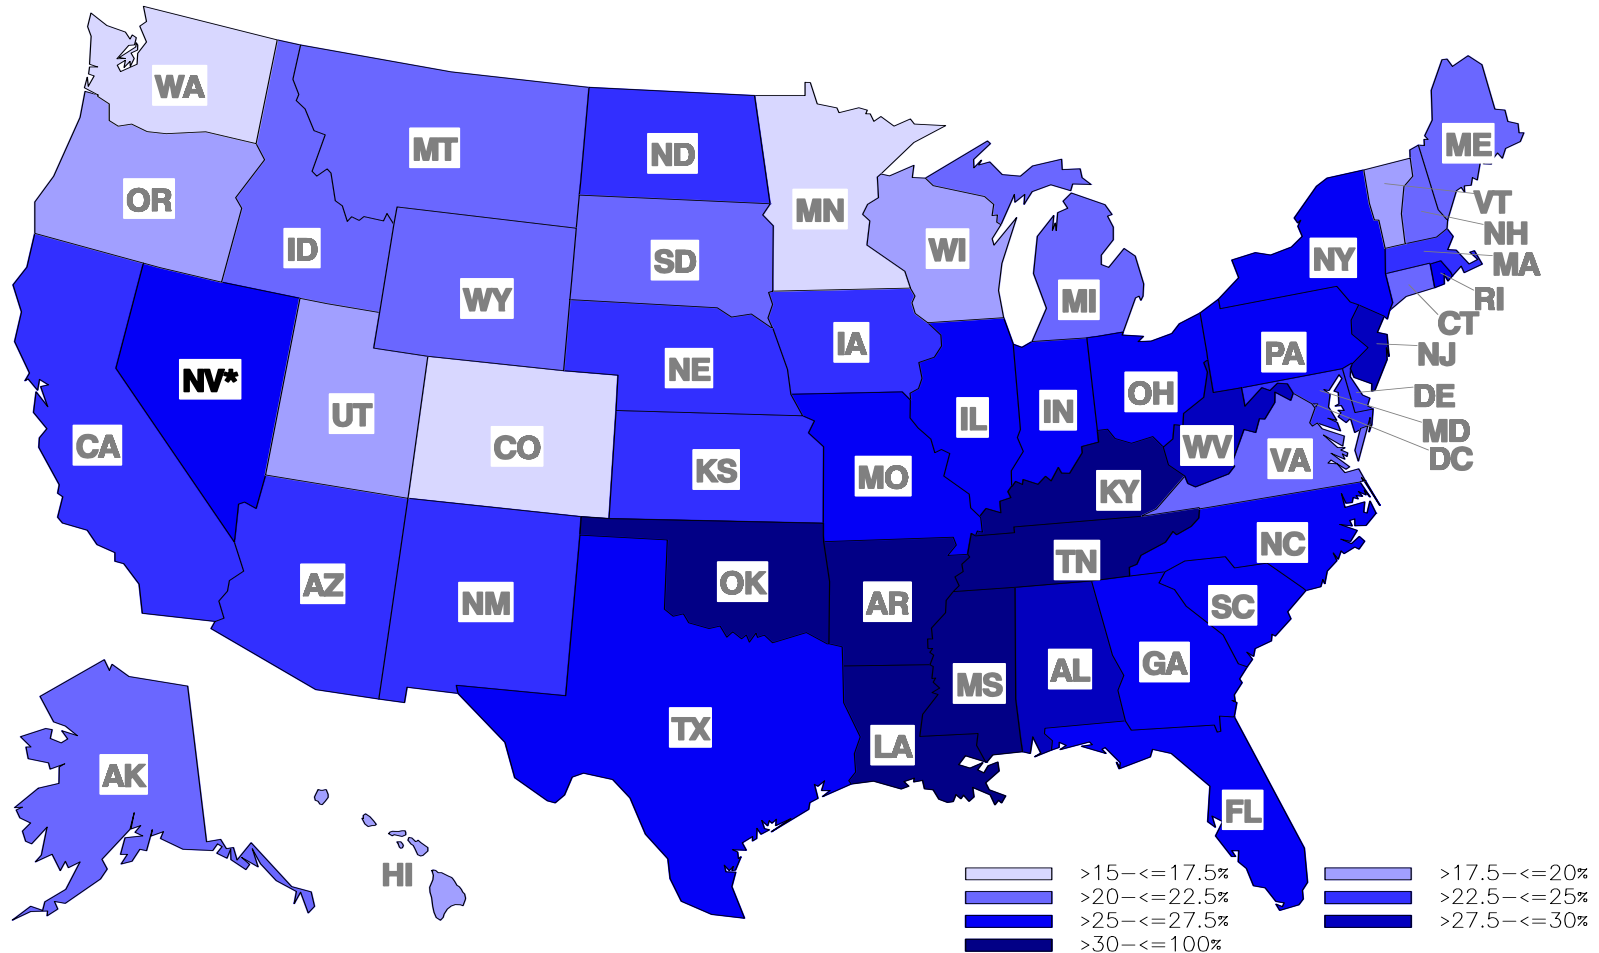 WA
MT
ND
ME
OR
MN
VT
ID
WI
NH
SD
NY
MA
WY
MI
RI
CT
IA
PA
NJ
NE
NV*
UT
OH
DE
IN
IL
MD
CA
CO
WV
DC
KS
MO
VA
KY
NC
TN
AZ
OK
NM
AR
SC
GA
AL
MS
TX
LA
AK
FL
HI
>15-<=17.5% >17.5-<=20%
>20-<=22.5% >22.5-<=25%
>25-<=27.5% >27.5-<=30%
>30-<=100%